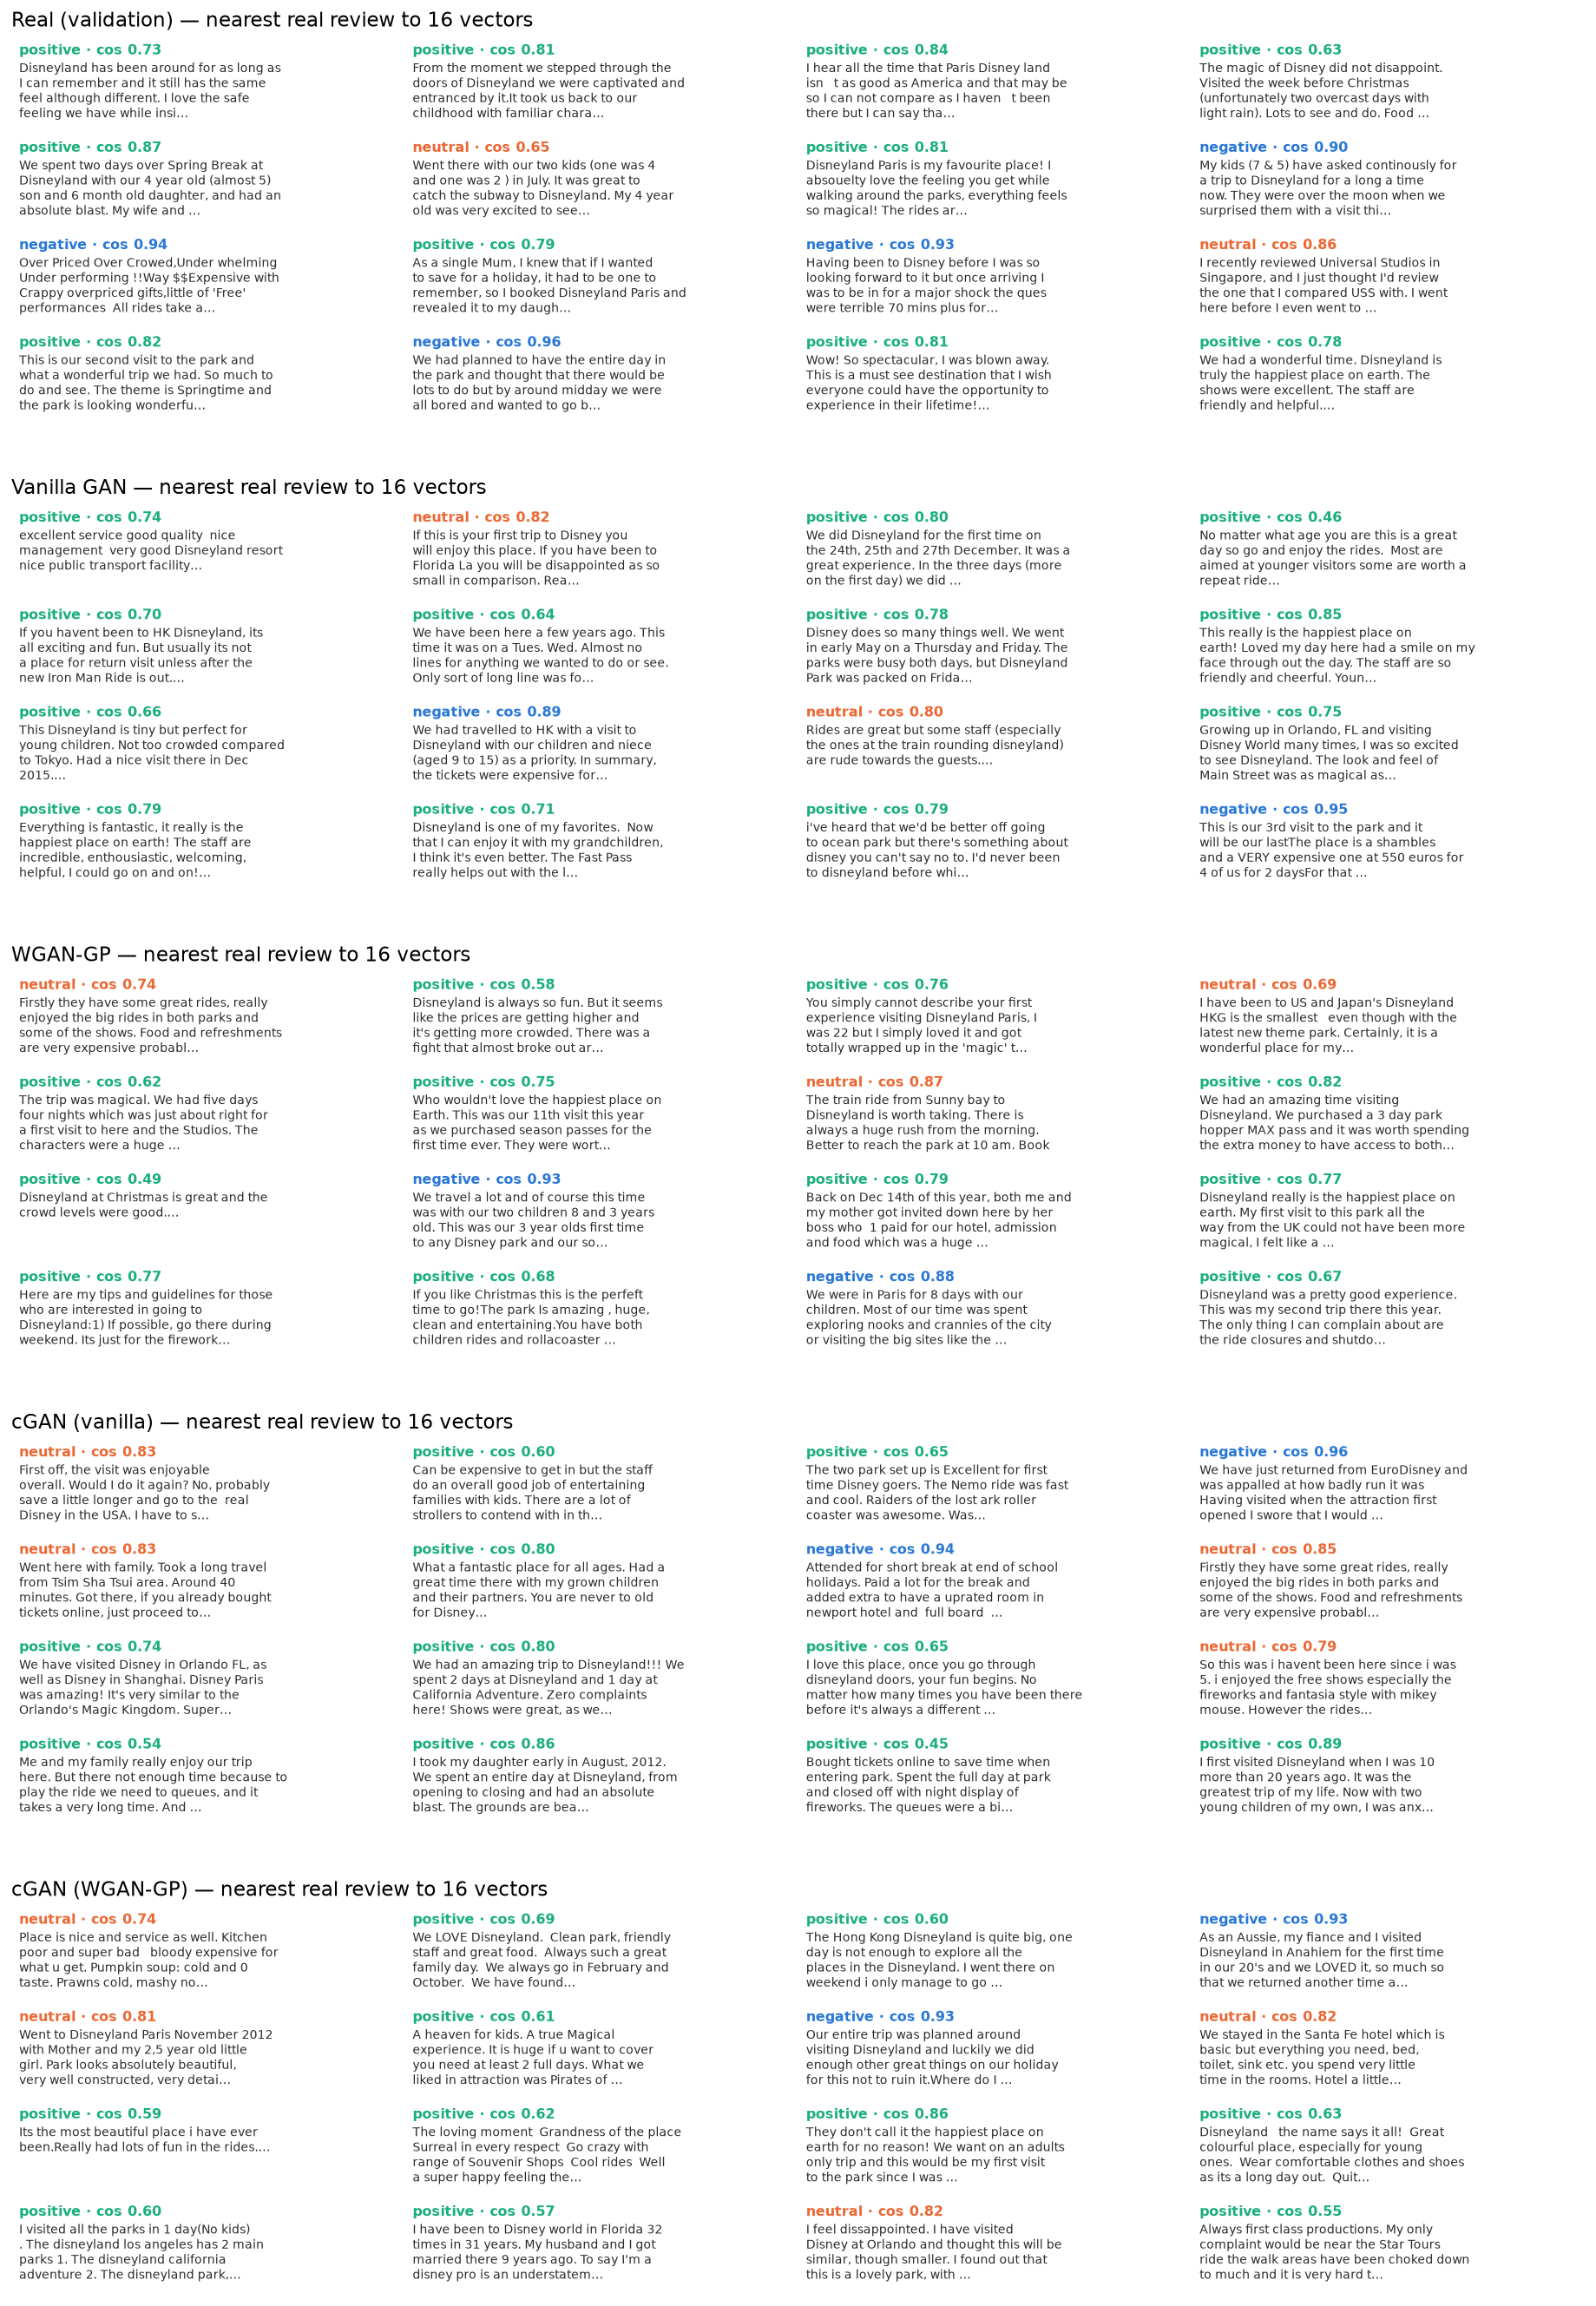 Real (validation) — nearest real review to 16 vectors
positive · cos 0.73
Disneyland has been around for as long as
I can remember and it still has the same
feel although different. I love the safe
feeling we have while insi...
positive · cos 0.81
From the moment we stepped through the
doors of Disneyland we were captivated and
entranced by it.It took us back to our
childhood with familiar chara...
positive · cos 0.84
I hear all the time that Paris Disney land
isn   t as good as America and that may be
so I can not compare as I haven   t been
there but I can say tha...
positive · cos 0.63
The magic of Disney did not disappoint.
Visited the week before Christmas
(unfortunately two overcast days with
light rain). Lots to see and do. Food ...
positive · cos 0.87
We spent two days over Spring Break at
Disneyland with our 4 year old (almost 5)
son and 6 month old daughter, and had an
absolute blast. My wife and ...
neutral · cos 0.65
Went there with our two kids (one was 4
and one was 2 ) in July. It was great to
catch the subway to Disneyland. My 4 year
old was very excited to see...
positive · cos 0.81
Disneyland Paris is my favourite place! I
absouelty love the feeling you get while
walking around the parks, everything feels
so magical! The rides ar...
negative · cos 0.90
My kids (7 & 5) have asked continously for
a trip to Disneyland for a long a time
now. They were over the moon when we
surprised them with a visit thi...
negative · cos 0.94
Over Priced Over Crowed,Under whelming
Under performing !!Way $$Expensive with
Crappy overpriced gifts,little of 'Free'
performances  All rides take a...
positive · cos 0.79
As a single Mum, I knew that if I wanted
to save for a holiday, it had to be one to
remember, so I booked Disneyland Paris and
revealed it to my daugh...
negative · cos 0.93
Having been to Disney before I was so
looking forward to it but once arriving I
was to be in for a major shock the ques
were terrible 70 mins plus for...
neutral · cos 0.86
I recently reviewed Universal Studios in
Singapore, and I just thought I'd review
the one that I compared USS with. I went
here before I even went to ...
positive · cos 0.82
This is our second visit to the park and
what a wonderful trip we had. So much to
do and see. The theme is Springtime and
the park is looking wonderfu...
negative · cos 0.96
We had planned to have the entire day in
the park and thought that there would be
lots to do but by around midday we were
all bored and wanted to go b...
positive · cos 0.81
Wow! So spectacular, I was blown away.
This is a must see destination that I wish
everyone could have the opportunity to
experience in their lifetime!...
positive · cos 0.78
We had a wonderful time. Disneyland is
truly the happiest place on earth. The
shows were excellent. The staff are
friendly and helpful....
Vanilla GAN — nearest real review to 16 vectors
positive · cos 0.74
excellent service good quality  nice
management  very good Disneyland resort
nice public transport facility...
neutral · cos 0.82
If this is your first trip to Disney you
will enjoy this place. If you have been to
Florida La you will be disappointed as so
small in comparison. Rea...
positive · cos 0.80
We did Disneyland for the first time on
the 24th, 25th and 27th December. It was a
great experience. In the three days (more
on the first day) we did ...
positive · cos 0.46
No matter what age you are this is a great
day so go and enjoy the rides.  Most are
aimed at younger visitors some are worth a
repeat ride...
positive · cos 0.70
If you havent been to HK Disneyland, its
all exciting and fun. But usually its not
a place for return visit unless after the
new Iron Man Ride is out....
positive · cos 0.64
We have been here a few years ago. This
time it was on a Tues. Wed. Almost no
lines for anything we wanted to do or see.
Only sort of long line was fo...
positive · cos 0.78
Disney does so many things well. We went
in early May on a Thursday and Friday. The
parks were busy both days, but Disneyland
Park was packed on Frida...
positive · cos 0.85
This really is the happiest place on
earth! Loved my day here had a smile on my
face through out the day. The staff are so
friendly and cheerful. Youn...
positive · cos 0.66
This Disneyland is tiny but perfect for
young children. Not too crowded compared
to Tokyo. Had a nice visit there in Dec
2015....
negative · cos 0.89
We had travelled to HK with a visit to
Disneyland with our children and niece
(aged 9 to 15) as a priority. In summary,
the tickets were expensive for...
neutral · cos 0.80
Rides are great but some staff (especially
the ones at the train rounding disneyland)
are rude towards the guests....
positive · cos 0.75
Growing up in Orlando, FL and visiting
Disney World many times, I was so excited
to see Disneyland. The look and feel of
Main Street was as magical as...
positive · cos 0.79
Everything is fantastic, it really is the
happiest place on earth! The staff are
incredible, enthousiastic, welcoming,
helpful, I could go on and on!...
positive · cos 0.71
Disneyland is one of my favorites.  Now
that I can enjoy it with my grandchildren,
I think it's even better. The Fast Pass
really helps out with the l...
positive · cos 0.79
i've heard that we'd be better off going
to ocean park but there's something about
disney you can't say no to. I'd never been
to disneyland before whi...
negative · cos 0.95
This is our 3rd visit to the park and it
will be our lastThe place is a shambles
and a VERY expensive one at 550 euros for
4 of us for 2 daysFor that ...
WGAN-GP — nearest real review to 16 vectors
neutral · cos 0.74
Firstly they have some great rides, really
enjoyed the big rides in both parks and
some of the shows. Food and refreshments
are very expensive probabl...
positive · cos 0.58
Disneyland is always so fun. But it seems
like the prices are getting higher and
it's getting more crowded. There was a
fight that almost broke out ar...
positive · cos 0.76
You simply cannot describe your first
experience visiting Disneyland Paris, I
was 22 but I simply loved it and got
totally wrapped up in the 'magic' t...
neutral · cos 0.69
I have been to US and Japan's Disneyland
HKG is the smallest   even though with the
latest new theme park. Certainly, it is a
wonderful place for my...
positive · cos 0.62
The trip was magical. We had five days
four nights which was just about right for
a first visit to here and the Studios. The
characters were a huge ...
positive · cos 0.75
Who wouldn't love the happiest place on
Earth. This was our 11th visit this year
as we purchased season passes for the
first time ever. They were wort...
neutral · cos 0.87
The train ride from Sunny bay to
Disneyland is worth taking. There is
always a huge rush from the morning.
Better to reach the park at 10 am. Book
positive · cos 0.82
We had an amazing time visiting
Disneyland. We purchased a 3 day park
hopper MAX pass and it was worth spending
the extra money to have access to both...
positive · cos 0.49
Disneyland at Christmas is great and the
crowd levels were good....
negative · cos 0.93
We travel a lot and of course this time
was with our two children 8 and 3 years
old. This was our 3 year olds first time
to any Disney park and our so...
positive · cos 0.79
Back on Dec 14th of this year, both me and
my mother got invited down here by her
boss who  1 paid for our hotel, admission
and food which was a huge ...
positive · cos 0.77
Disneyland really is the happiest place on
earth. My first visit to this park all the
way from the UK could not have been more
magical, I felt like a ...
positive · cos 0.77
Here are my tips and guidelines for those
who are interested in going to
Disneyland:1) If possible, go there during
weekend. Its just for the firework...
positive · cos 0.68
If you like Christmas this is the perfeft
time to go!The park Is amazing , huge,
clean and entertaining.You have both
children rides and rollacoaster ...
negative · cos 0.88
We were in Paris for 8 days with our
children. Most of our time was spent
exploring nooks and crannies of the city
or visiting the big sites like the ...
positive · cos 0.67
Disneyland was a pretty good experience.
This was my second trip there this year.
The only thing I can complain about are
the ride closures and shutdo...
cGAN (vanilla) — nearest real review to 16 vectors
neutral · cos 0.83
First off, the visit was enjoyable
overall. Would I do it again? No, probably
save a little longer and go to the  real
Disney in the USA. I have to s...
positive · cos 0.60
Can be expensive to get in but the staff
do an overall good job of entertaining
families with kids. There are a lot of
strollers to contend with in th...
positive · cos 0.65
The two park set up is Excellent for first
time Disney goers. The Nemo ride was fast
and cool. Raiders of the lost ark roller
coaster was awesome. Was...
negative · cos 0.96
We have just returned from EuroDisney and
was appalled at how badly run it was
Having visited when the attraction first
opened I swore that I would ...
neutral · cos 0.83
Went here with family. Took a long travel
from Tsim Sha Tsui area. Around 40
minutes. Got there, if you already bought
tickets online, just proceed to...
positive · cos 0.80
What a fantastic place for all ages. Had a
great time there with my grown children
and their partners. You are never to old
for Disney...
negative · cos 0.94
Attended for short break at end of school
holidays. Paid a lot for the break and
added extra to have a uprated room in
newport hotel and  full board  ...
neutral · cos 0.85
Firstly they have some great rides, really
enjoyed the big rides in both parks and
some of the shows. Food and refreshments
are very expensive probabl...
positive · cos 0.74
We have visited Disney in Orlando FL, as
well as Disney in Shanghai. Disney Paris
was amazing! It's very similar to the
Orlando's Magic Kingdom. Super...
positive · cos 0.80
We had an amazing trip to Disneyland!!! We
spent 2 days at Disneyland and 1 day at
California Adventure. Zero complaints
here! Shows were great, as we...
positive · cos 0.65
I love this place, once you go through
disneyland doors, your fun begins. No
matter how many times you have been there
before it's always a different ...
neutral · cos 0.79
So this was i havent been here since i was
5. i enjoyed the free shows especially the
fireworks and fantasia style with mikey
mouse. However the rides...
positive · cos 0.54
Me and my family really enjoy our trip
here. But there not enough time because to
play the ride we need to queues, and it
takes a very long time. And ...
positive · cos 0.86
I took my daughter early in August, 2012.
We spent an entire day at Disneyland, from
opening to closing and had an absolute
blast. The grounds are bea...
positive · cos 0.45
Bought tickets online to save time when
entering park. Spent the full day at park
and closed off with night display of
fireworks. The queues were a bi...
positive · cos 0.89
I first visited Disneyland when I was 10
more than 20 years ago. It was the
greatest trip of my life. Now with two
young children of my own, I was anx...
cGAN (WGAN-GP) — nearest real review to 16 vectors
neutral · cos 0.74
Place is nice and service as well. Kitchen
poor and super bad   bloody expensive for
what u get. Pumpkin soup: cold and 0
taste. Prawns cold, mashy no...
positive · cos 0.69
We LOVE Disneyland.  Clean park, friendly
staff and great food.  Always such a great
family day.  We always go in February and
October.  We have found...
positive · cos 0.60
The Hong Kong Disneyland is quite big, one
day is not enough to explore all the
places in the Disneyland. I went there on
weekend i only manage to go ...
negative · cos 0.93
As an Aussie, my fiance and I visited
Disneyland in Anahiem for the first time
in our 20's and we LOVED it, so much so
that we returned another time a...
neutral · cos 0.81
Went to Disneyland Paris November 2012
with Mother and my 2,5 year old little
girl. Park looks absolutely beautiful,
very well constructed, very detai...
positive · cos 0.61
A heaven for kids. A true Magical
experience. It is huge if u want to cover
you need at least 2 full days. What we
liked in attraction was Pirates of ...
negative · cos 0.93
Our entire trip was planned around
visiting Disneyland and luckily we did
enough other great things on our holiday
for this not to ruin it.Where do I ...
neutral · cos 0.82
We stayed in the Santa Fe hotel which is
basic but everything you need, bed,
toilet, sink etc. you spend very little
time in the rooms. Hotel a little...
positive · cos 0.59
Its the most beautiful place i have ever
been.Really had lots of fun in the rides....
positive · cos 0.62
The loving moment  Grandness of the place
Surreal in every respect  Go crazy with
range of Souvenir Shops  Cool rides  Well
a super happy feeling the...
positive · cos 0.86
They don't call it the happiest place on
earth for no reason! We want on an adults
only trip and this would be my first visit
to the park since I was ...
positive · cos 0.63
Disneyland   the name says it all!  Great
colourful place, especially for young
ones.  Wear comfortable clothes and shoes
as its a long day out.  Quit...
positive · cos 0.60
I visited all the parks in 1 day(No kids)
. The disneyland los angeles has 2 main
parks 1. The disneyland california
adventure 2. The disneyland park,...
positive · cos 0.57
I have been to Disney world in Florida 32
times in 31 years. My husband and I got
married there 9 years ago. To say I'm a
disney pro is an understatem...
neutral · cos 0.82
I feel dissappointed. I have visited
Disney at Orlando and thought this will be
similar, though smaller. I found out that
this is a lovely park, with ...
positive · cos 0.55
Always first class productions. My only
complaint would be near the Star Tours
ride the walk areas have been choked down
to much and it is very hard t...